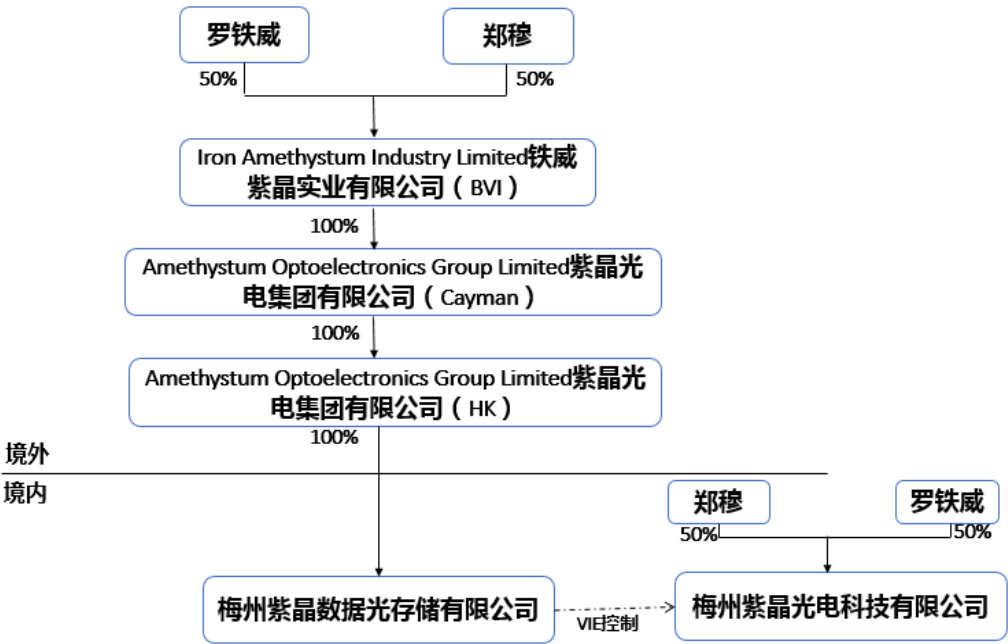 罗铁威
郑穆
50%
50%
Iron Amethystum Industry Limited铁威
紫晶实业有限公司（BVI）
100%
Amethystum Optoelectronics Group Limited紫晶光
电集团有限公司（Cayman）
100%
Amethystum Optoelectronics Group Limited紫晶光
电集团有限公司（HK）
100%
境外
境内
郑穆
罗铁威
50%
50%
梅州紫晶数据光存储有限公司
VIE控制
梅州紫晶光电科技有限公司